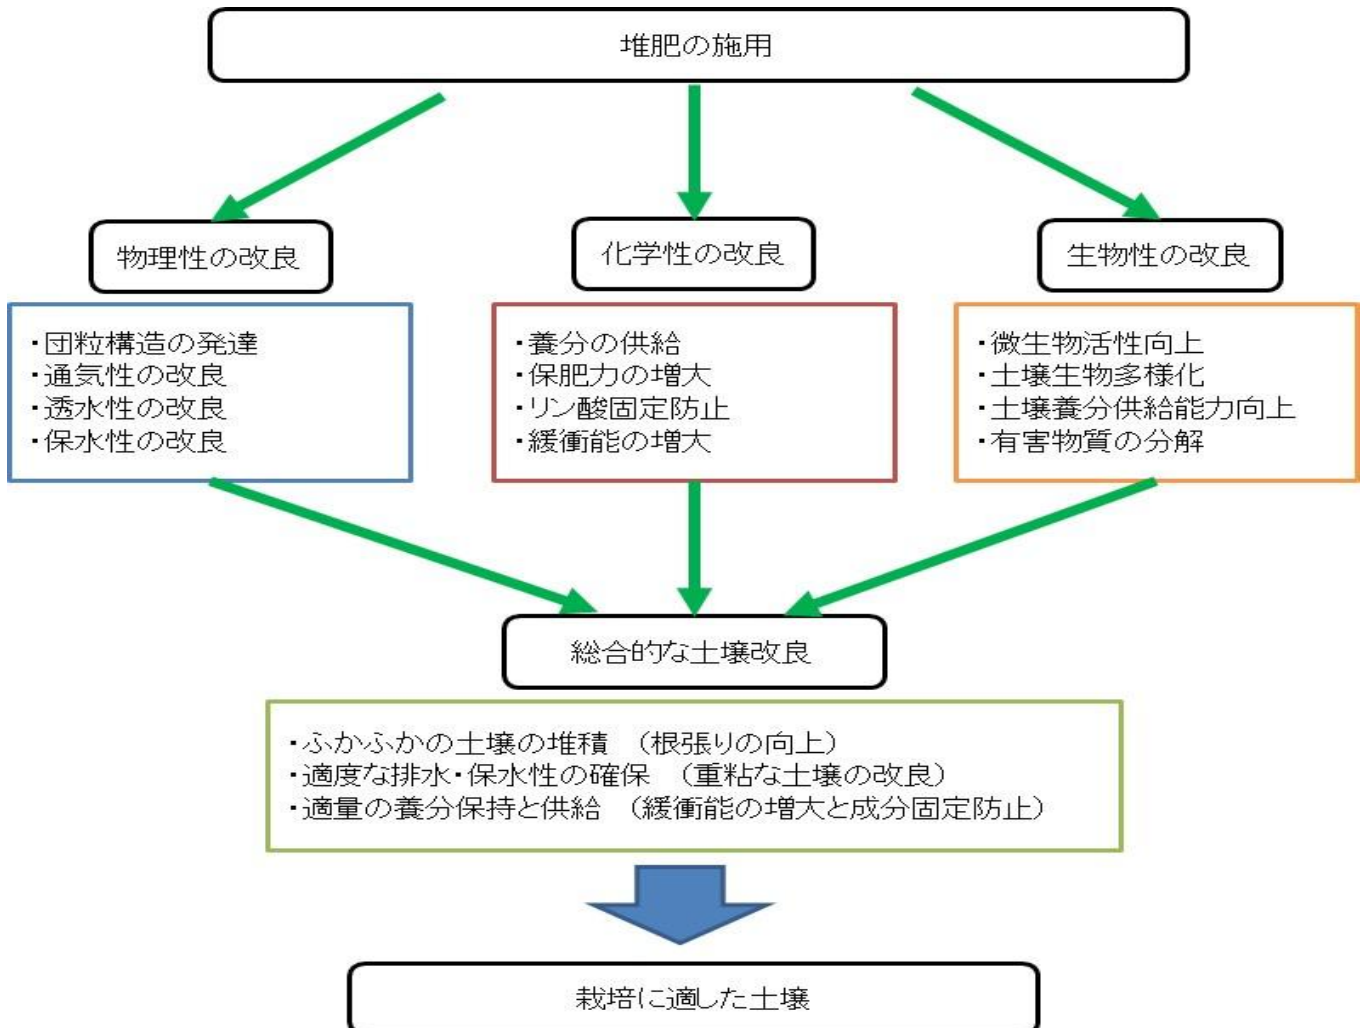 堆肥の施用
物理性の改良
化学性の改良
生物性の改良
・団粒構造の発達
・通気性の改良
・透水性の改良
・保水性の改良
・養分の供給
・保肥力の増大
・リン酸固定防止
・緩衝能の増大
・微生物活性向上
・土壌生物多様化
・土壌養分供給能力向上
・有害物質の分解
総合的な土壌改良
・ふかふかの土壌の堆積 （根張りの向上）
・適度な排水・保水性の確保 （重粘な土壌の改良）
・適量の養分保持と供給 （緩衝能の増大と成分固定防止）
栽培に適した土壌